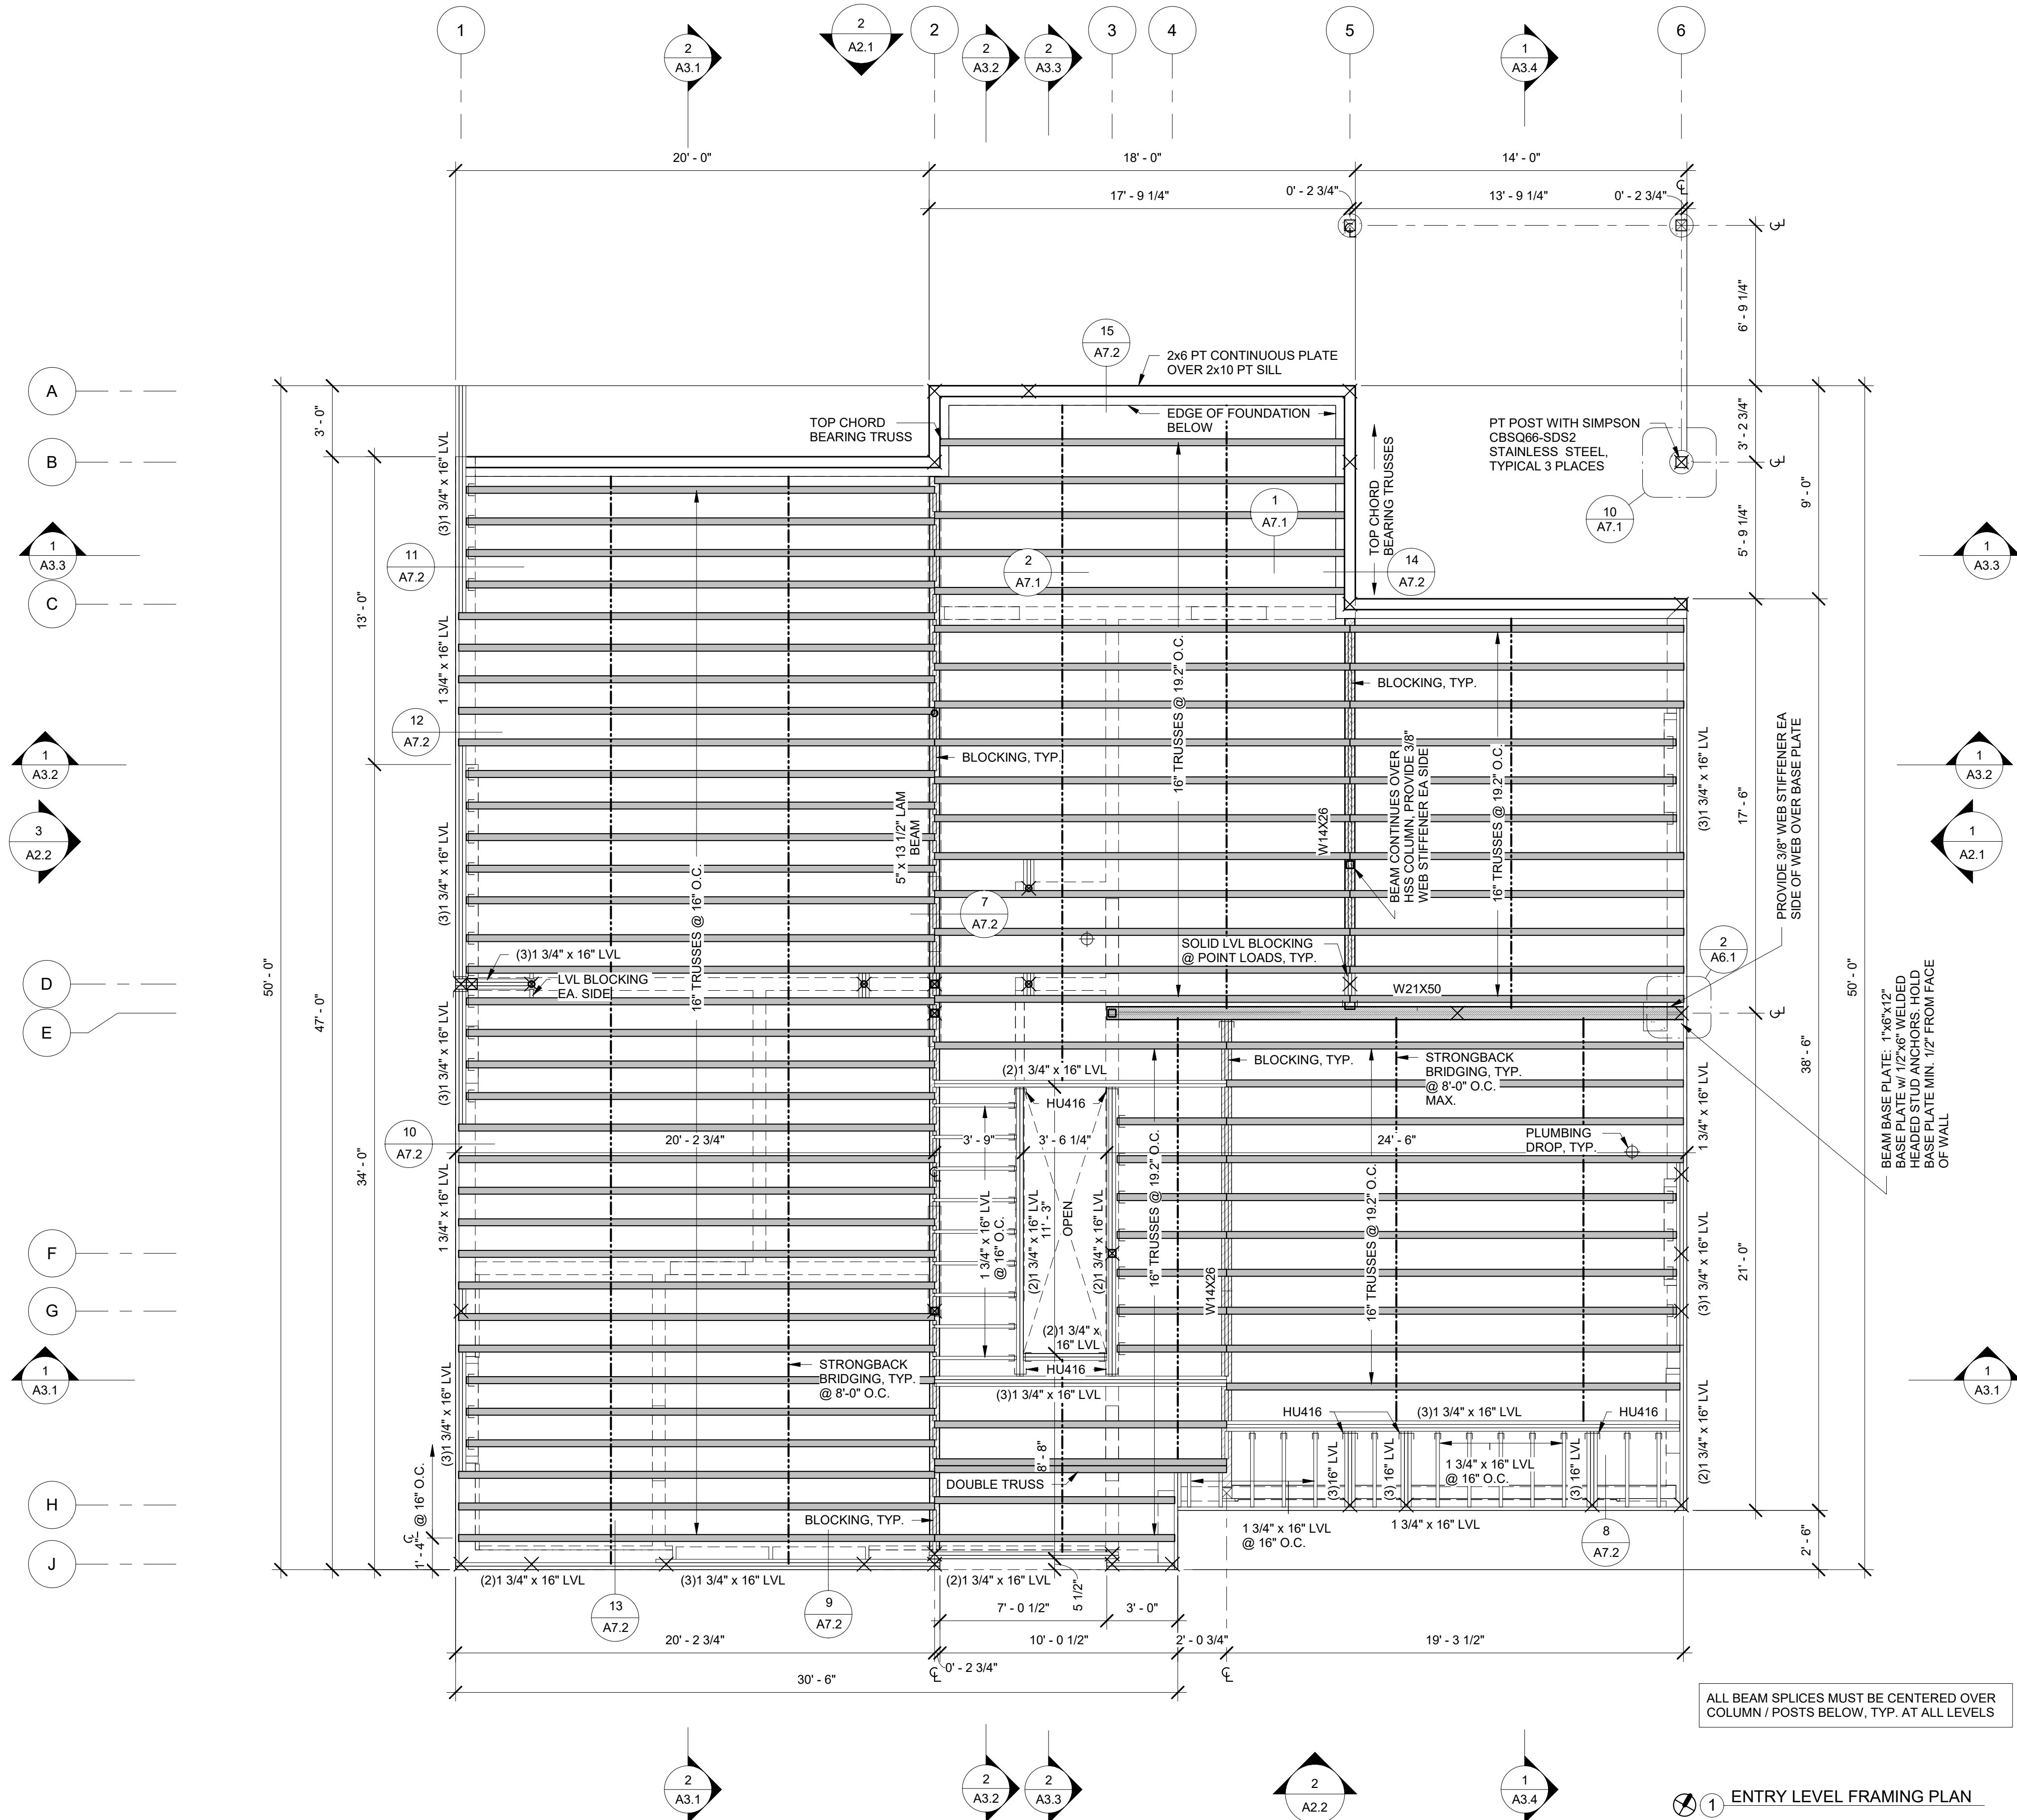 1
2
3
4
5
6
2
A3.1
2
A2.1
2
A3.2
2
A3.3
1
A3.4
20' - 0"
18' - 0"
14' - 0"
17' - 9 1/4"
0' - 2 3/4"
13' - 9 1/4"
0' - 2 3/4"
6' - 9 1/4"
15
A7.2
2x6 PT CONTINUOUS PLATE
OVER 2x10 PT SILL
A
B
C
D
E
F
G
H
J
1
A3.3
1
A3.2
3
A2.2
1
A3.1
50' - 0"
47' - 0"
3' - 0"
13' - 0"
34' - 0"
TOP CHORD
BEARING TRUSS
EDGE OF FOUNDATION
BELOW
TOP CHORD
BEARING TRUSSES
PT POST WITH SIMPSON
CBSQ66-SDS2
STAINLESS STEEL,
TYPICAL 3 PLACES
3' - 2 3/4"
9' - 0"
5' - 9 1/4"
10
A7.1
1
A7.1
2
A7.1
14
A7.2
11
A7.2
12
A7.2
10
A7.2
(3)1 3/4" x 16" LVL
1 3/4" x 16" LVL
(3)1 3/4" x 16" LVL
(3)1 3/4" x 16" LVL
1 3/4" x 16" LVL
(3)1 3/4" x 16" LVL
16" TRUSSES @ 16" O.C.
16" TRUSSES @ 19.2" O.C.
16" TRUSSES @ 19.2" O.C.
BLOCKING, TYP.
BLOCKING, TYP.
5" x 13 1/2" LAM
BEAM
W14X26
BEAM CONTINUES OVER
HSS COLUMN, PROVIDE 3/8"
WEB STIFFENER EA SIDE
(3)1 3/4" x 16" LVL
17' - 6"
PROVIDE 3/8" WEB STIFFENER EA
SIDE OF WEB OVER BASE PLATE
1
A3.3
1
A3.2
1
A2.1
1
A3.1
7
A7.2
SOLID LVL BLOCKING
@ POINT LOADS, TYP.
W21X50
2
A6.1
(3)1 3/4" x 16" LVL
LVL BLOCKING
EA. SIDE
50' - 0"
38' - 6"
BEAM BASE PLATE: 1"x6"x12"
BASE PLATE w/ 1/2"x6" WELDED
HEADED STUD ANCHORS. HOLD
BASE PLATE MIN. 1/2" FROM FACE
OF WALL
BLOCKING, TYP.
STRONGBACK
BRIDGING, TYP.
@ 8'-0" O.C.
MAX.
(2)1 3/4" x 16" LVL
HU416
20' - 2 3/4"
3' - 9"
3' - 6 1/4"
24' - 6"
PLUMBING
DROP, TYP.
1 3/4" x 16" LVL
1 3/4" x 16" LVL
@ 16" O.C.
(2)1 3/4" x 16" LVL
11' - 3"
OPEN
(2)1 3/4" x 16" LVL
16" TRUSSES @ 19.2" O.C.
W14X26
16" TRUSSES @ 19.2" O.C.
(3)1 3/4" x 16" LVL
21' - 0"
(2)1 3/4" x
16" LVL
HU416
(3)1 3/4" x 16" LVL
STRONGBACK
BRIDGING, TYP.
@ 8'-0" O.C.
HU416
(3)1 3/4" x 16" LVL
HU416
(2)1 3/4" x 16" LVL
(3)16" LVL
(3) 16" LVL
1 3/4" x 16" LVL
@ 16" O.C.
(3) 16" LVL
8' - 8"
DOUBLE TRUSS
BLOCKING, TYP.
@ 16" O.C.
1' - 4"
1 3/4" x 16" LVL
@ 16" O.C.
1 3/4" x 16" LVL
8
A7.2
2' - 6"
(2)1 3/4" x 16" LVL
(3)1 3/4" x 16" LVL
(2)1 3/4" x 16" LVL
5 1/2"
13
A7.2
9
A7.2
7' - 0 1/2"
3' - 0"
20' - 2 3/4"
10' - 0 1/2"
2' - 0 3/4"
19' - 3 1/2"
0' - 2 3/4"
30' - 6"
ALL BEAM SPLICES MUST BE CENTERED OVER
COLUMN / POSTS BELOW, TYP. AT ALL LEVELS
2
A3.1
2
A3.2
2
A3.3
2
A2.2
1
A3.4
1 ENTRY LEVEL FRAMING PLAN